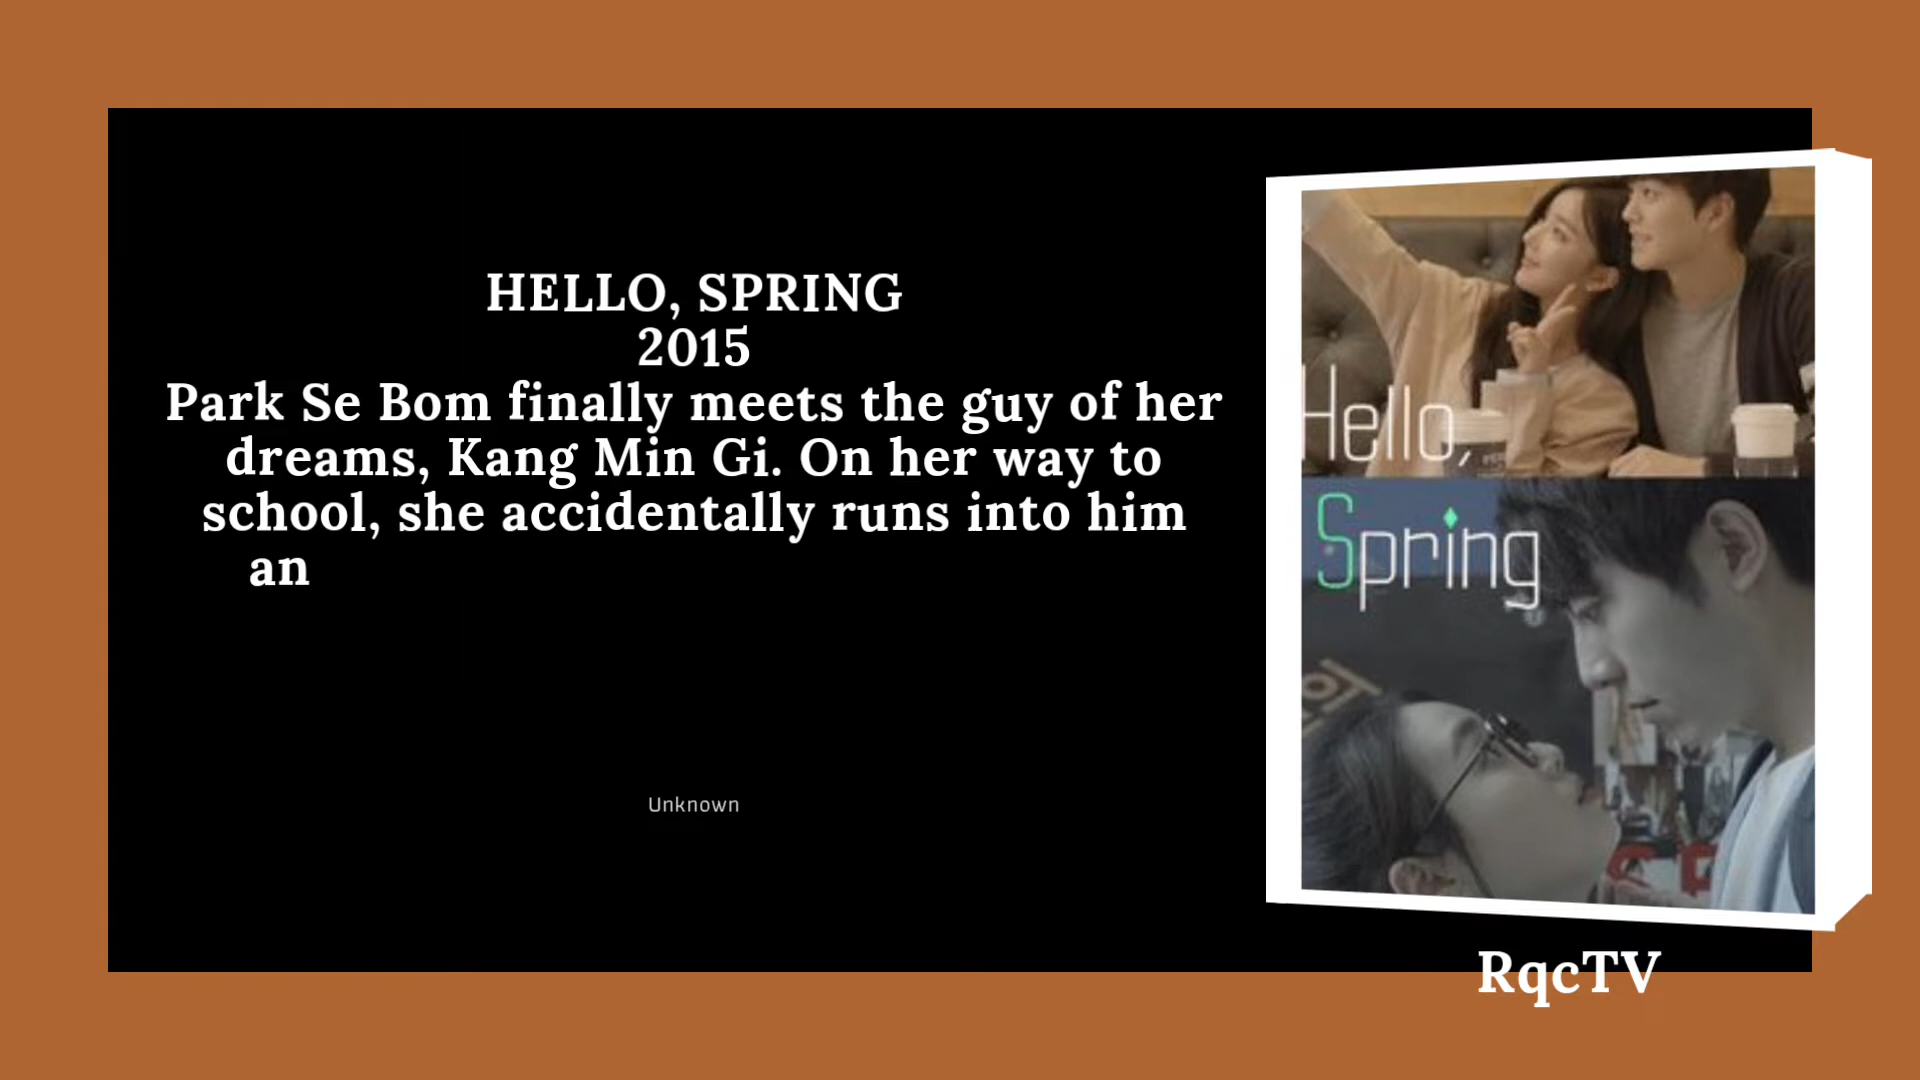 HELLO, SPRING
2015
Park Se Bom finally meets the guy of her
dreams, Kang Min Gi. On her way to
school, she accidentally runs into him
an
Unknown
Hello,
Spring
RqcTV